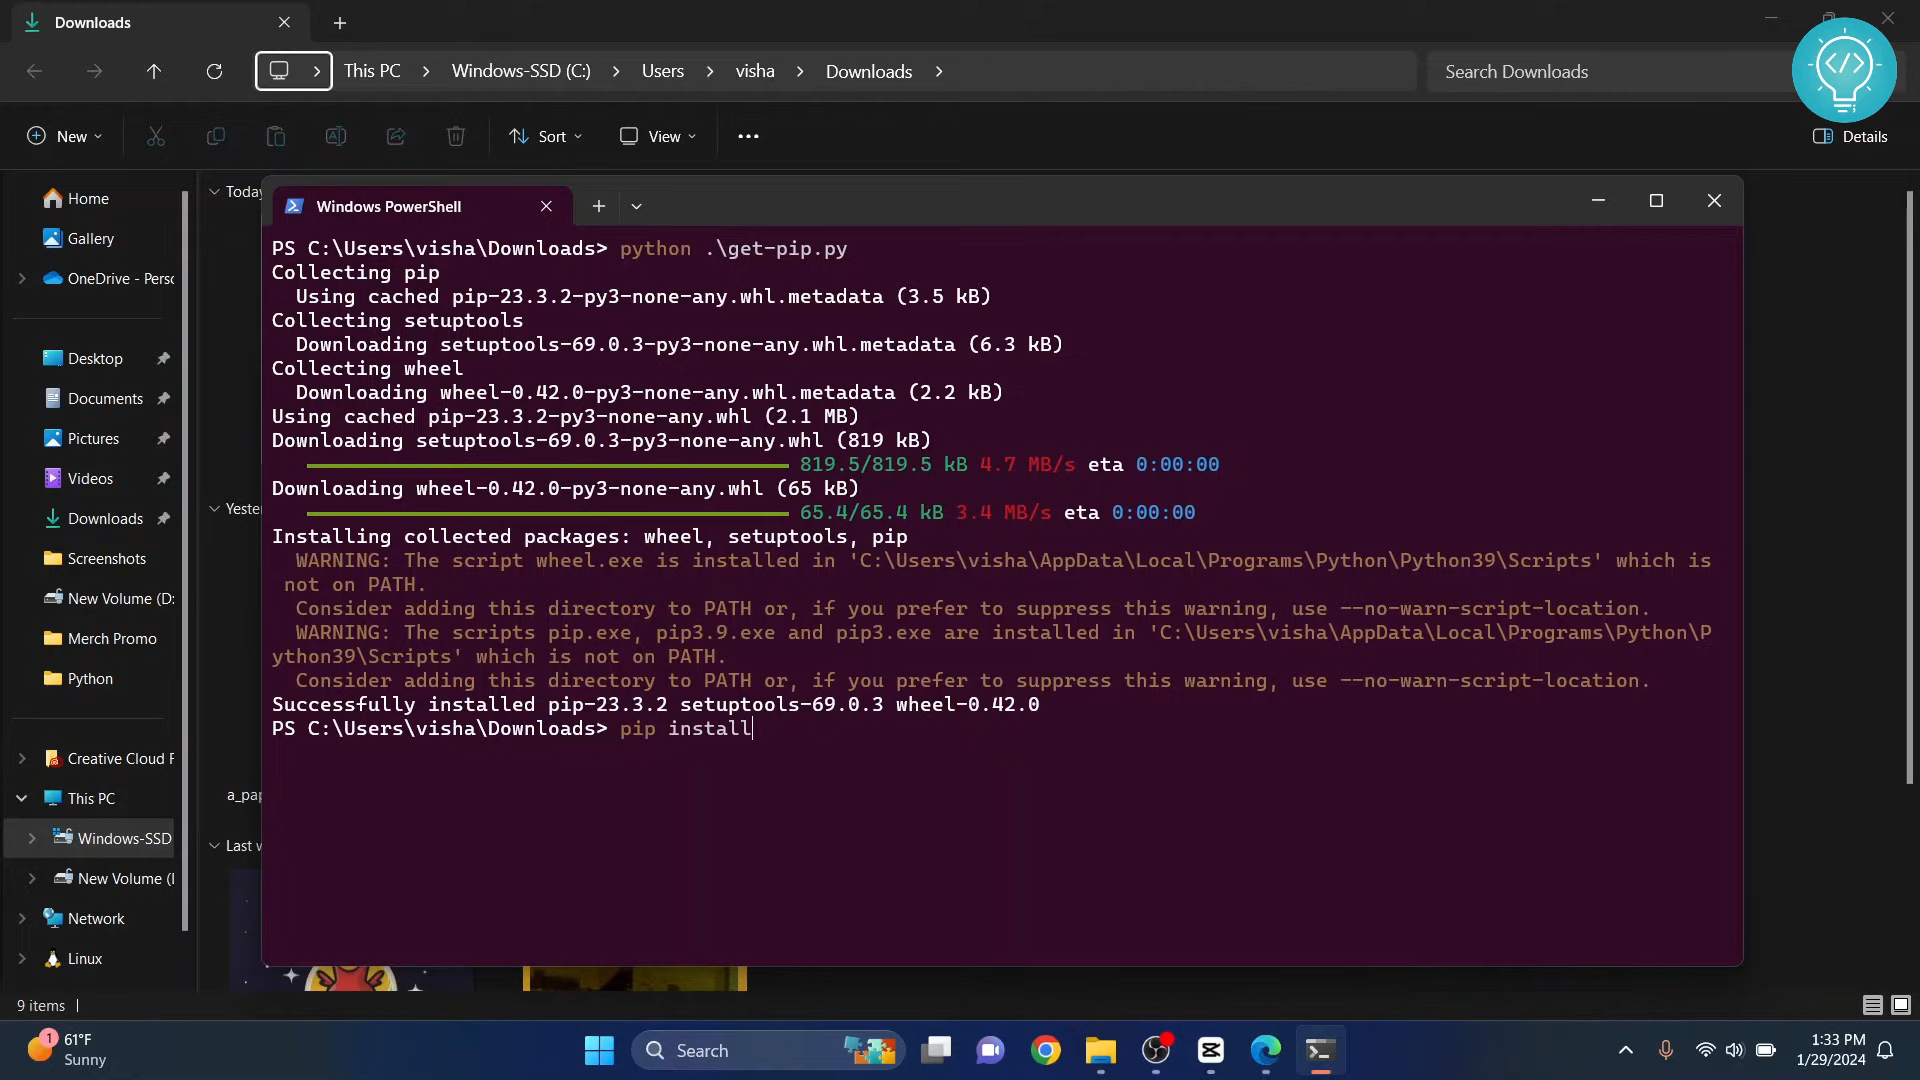 Downloads
This PC
Windows-SSD (C:)
Users
visha
Downloads
Search Downloads
New
Sort
View
Details
Home
Gallery
OneDrive - Perso
Desktop
Documents
Pictures
Videos
Downloads
Screenshots
New Volume (D:
Merch Promo
Python
Creative Cloud F
This PC
Windows-SSD
New Volume (I
Network
Linux
Today
Yester
a_pap
Last w
Windows PowerShell
PS C:\Users\visha\Downloads> python .\get-pip.py
Collecting pip
Using cached pip-23.3.2-py3-none-any.whl.metadata (3.5 kB)
Collecting setuptools
Downloading setuptools-69.0.3-py3-none-any.whl.metadata (6.3 kB)
Collecting wheel
Downloading wheel-0.42.0-py3-none-any.whl.metadata (2.2 kB)
Using cached pip-23.3.2-py3-none-any.whl (2.1 MB)
Downloading setuptools-69.0.3-py3-none-any.whl (819 kB)
819.5/819.5 kB 4.7 MB/s eta 0:00:00
Downloading wheel-0.42.0-py3-none-any.whl (65 kB)
65.4/65.4 kB 3.4 MB/s eta 0:00:00
Installing collected packages: wheel, setuptools, pip
WARNING: The script wheel.exe is installed in 'C:\Users\visha\AppData\Local\Programs\Python\Python39\Scripts' which is
not on PATH.
Consider adding this directory to PATH or, if you prefer to suppress this warning, use --no-warn-script-location.
WARNING: The scripts pip.exe, pip3.9.exe and pip3.exe are installed in 'C:\Users\visha\AppData\Local\Programs\Python\P
ython39\Scripts' which is not on PATH.
Consider adding this directory to PATH or, if you prefer to suppress this warning, use --no-warn-script-location.
Successfully installed pip-23.3.2 setuptools-69.0.3 wheel-0.42.0
PS C:\Users\visha\Downloads> pip install
9 items
1
61°F
Sunny
Search
1:33 PM
1/29/2024